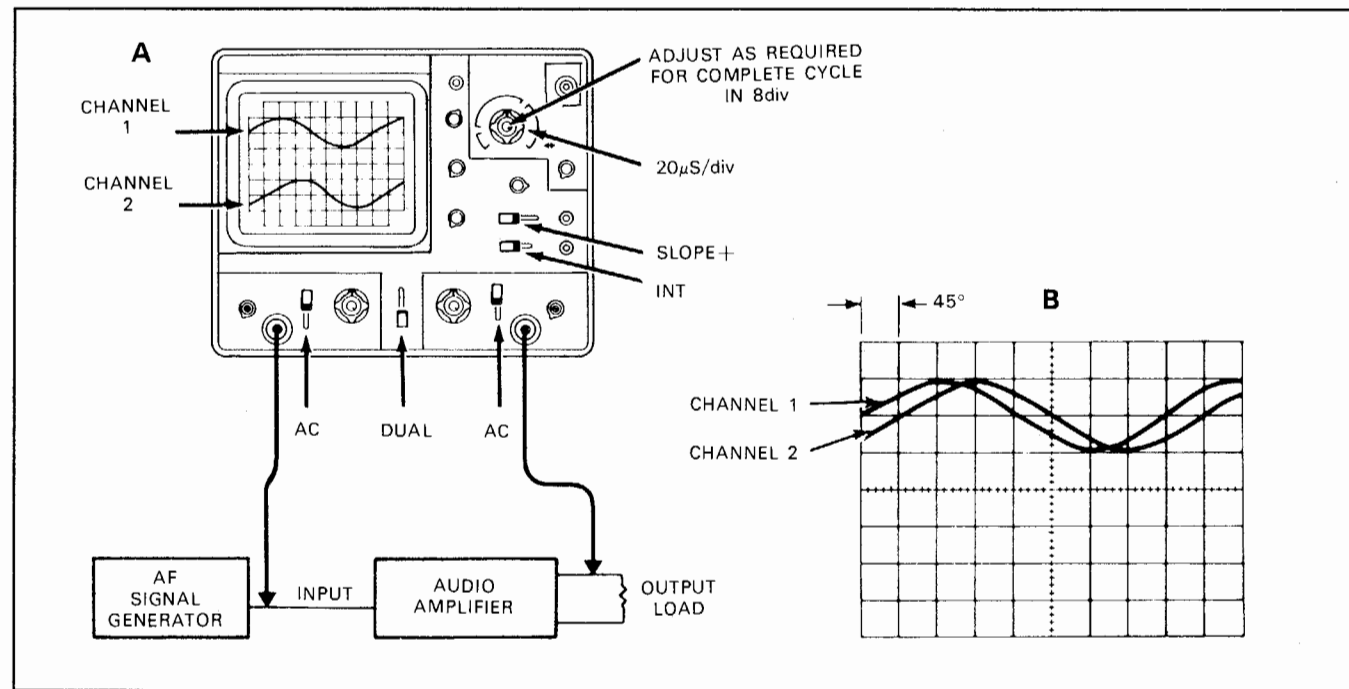 A
CHANNEL
1
CHANNEL
2
ADJUST AS REQUIRED
FOR COMPLETE CYCLE
IN 8div
20μS/div
SLOPE+
INT
AC
DUAL
AC
AF
SIGNAL
GENERATOR
INPUT
AUDIO
AMPLIFIER
OUTPUT
LOAD
45°
B
CHANNEL 1
CHANNEL 2